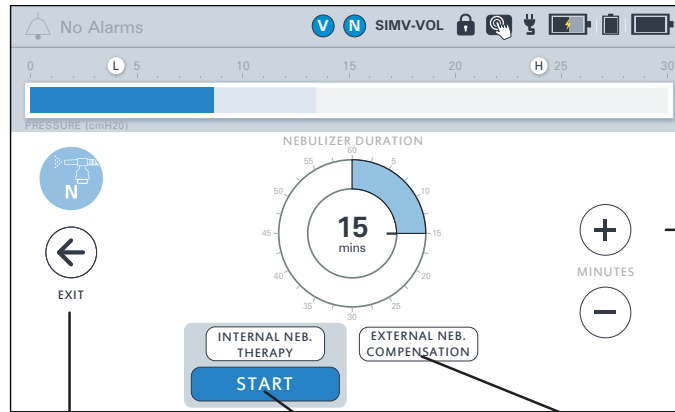 No Alarms V N SIMV-VOL
0 L 5 10 15 20 H 25 30
PRESSURE (cmH20)
NEBULIZER DURATION
60
55 5
50 10
45 15
40 20
35 25
30
15
mins
N
EXIT
+
MINUTES
−
INTERNAL NEB.
THERAPY
START
EXTERNAL NEB.
COMPENSATION